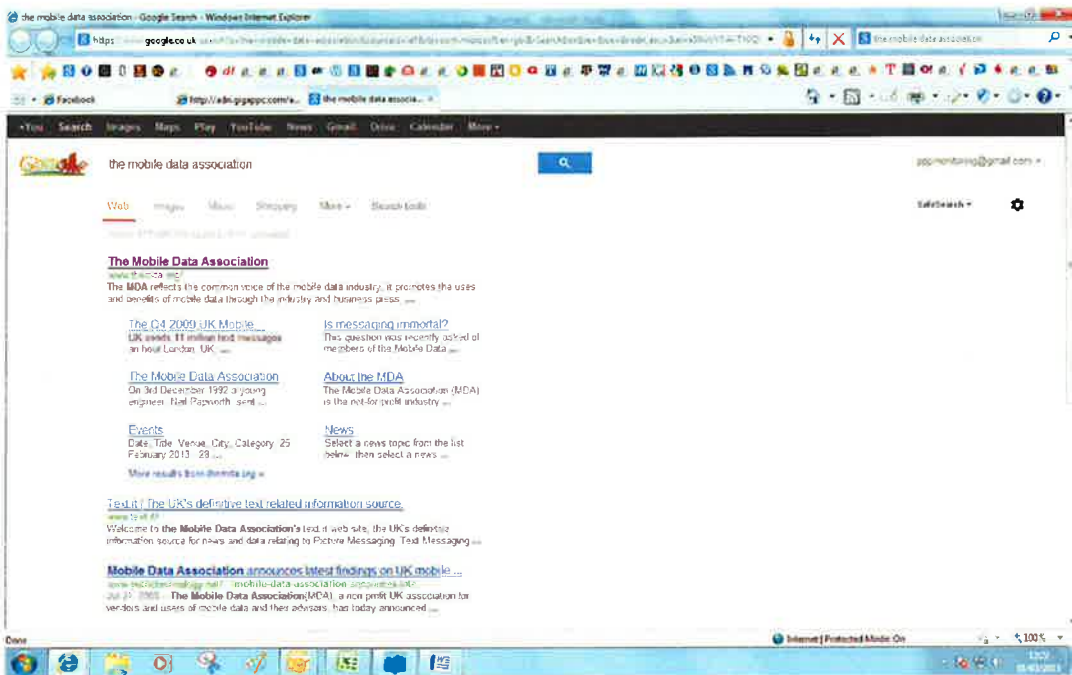 the mobile data association - Google Search - Windows Internet Explorer
google.co.uk
the mobile data association
Facebook
the mobile data associa...
+You Search Images Maps Play YouTube News Gmail Drive Calendar More
the mobile data association
ppcmonitoring@gmail.com
Web Images Shopping More Search tools
SafeSearch
The Mobile Data Association
The MDA reflects the common voice of the mobile data industry, it promotes the uses
and benefits of mobile data through the industry and business press, ...
The Q4 2009 UK Mobile ...
UK sends 11 million text messages
an hour London, UK, ...
Is messaging immortal?
This question was recently asked of
members of the Mobile Data ...
The Mobile Data Association
On 3rd December 1992 a young
engineer, Neil Papworth, sent ...
About the MDA
The Mobile Data Association (MDA)
is the not-for-profit industry ...
Events
Date, Title, Venue, City, Category. 25
February 2013 - 28 ...
News
Select a news topic from the list
below, then select a news ...
More results from themda.org »
Text.it / The UK's definitive text related information source.
Welcome to the Mobile Data Association's text.it web site, the UK's definitive
information source for news and data relating to Picture Messaging, Text Messaging ...
Mobile Data Association announces latest findings on UK mobile ...
The Mobile Data Association(MDA), a non profit UK association for
vendors and users of mobile data and their advisors, has today announced ...
Done
Internet | Protected Mode: On
100%